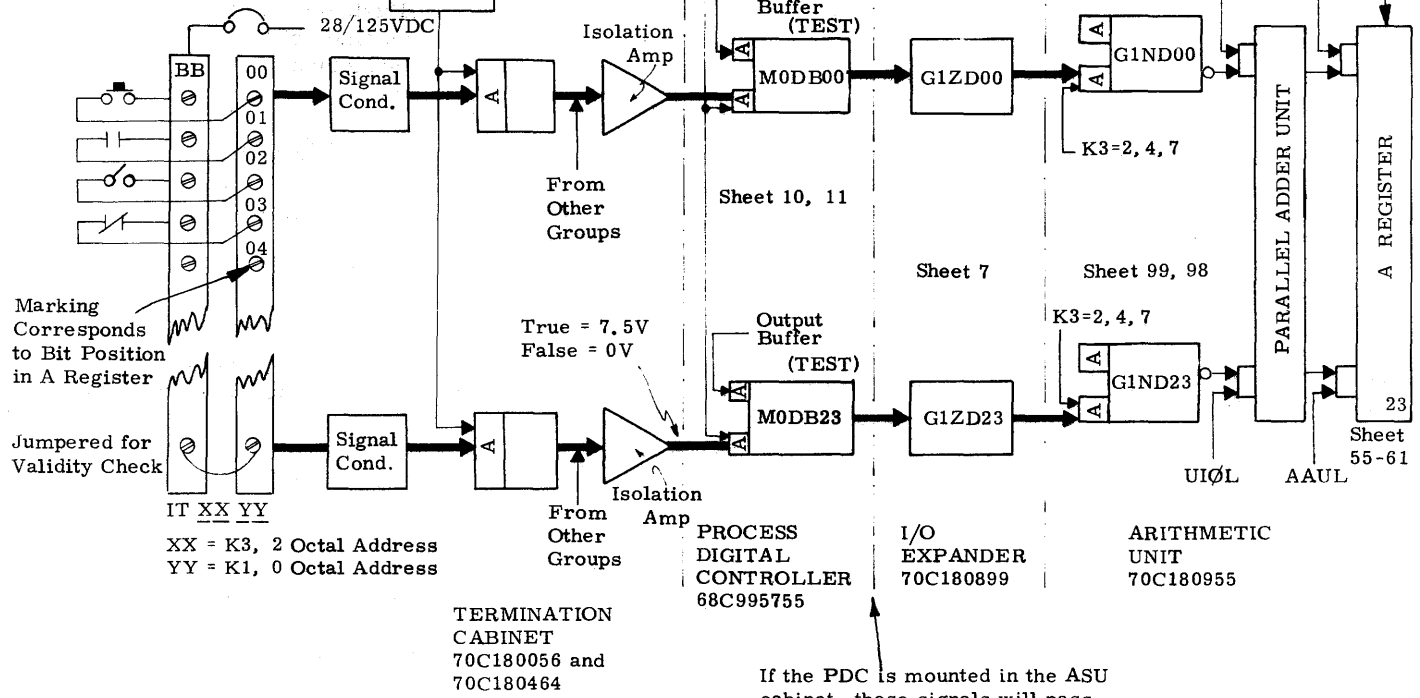 28/125VDC
BB
00
01
02
03
04
Signal
Cond.
A
Isolation
Amp
From
Other
Groups
Buffer
(TEST)
A
A
M0DB00
G1ZD00
A
A
G1ND00
K3=2, 4, 7
Sheet 10, 11
Sheet 7
Sheet 99, 98
PARALLEL ADDER UNIT
A REGISTER
Marking
Corresponds
to Bit Position
in A Register
True = 7.5V
False = 0V
Output
Buffer
(TEST)
K3=2, 4, 7
A
A
M0DB23
G1ZD23
A
A
G1ND23
23
Sheet
55-61
UIØL
AAUL
Jumpered for
Validity Check
Signal
Cond.
A
Isolation
Amp
From
Other
Groups
IT XX YY
XX = K3, 2 Octal Address
YY = K1, 0 Octal Address
TERMINATION
CABINET
70C180056 and
70C180464
PROCESS
DIGITAL
CONTROLLER
68C995755
I/O
EXPANDER
70C180899
ARITHMETIC
UNIT
70C180955
If the PDC is mounted in the ASU
cabinet, these signals will pass